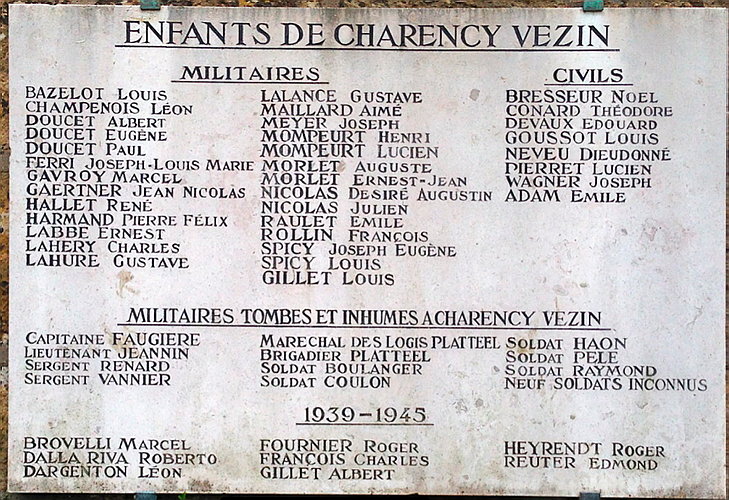 ENFANTS DE CHARENCY VEZIN
MILITAIRES
BAZELOT LOUIS
CHAMPENOIS LÉON
DOUCET ALBERT
DOUCET EUGÈNE
DOUCET PAUL
FERRI JOSEPH-LOUIS MARIE
GAVROY MARCEL
GAERTNER JEAN NICOLAS
HALLET RENÉ
HARMAND PIERRE FÉLIX
LABBE ERNEST
LAHERY CHARLES
LAHURE GUSTAVE
LALANCE GUSTAVE
MAILLARD AIMÉ
MEYER JOSEPH
MOMPEURT HENRI
MOMPEURT LUCIEN
MORLET AUGUSTE
MORLET ERNEST-JEAN
NICOLAS DESIRÉ AUGUSTIN
NICOLAS JULIEN
RAULET EMILE
ROLLIN FRANÇOIS
SPICY JOSEPH EUGÈNE
SPICY LOUIS
GILLET LOUIS
CIVILS
BRESSEUR NOEL
CONARD THÉODORE
DEVAUX EDOUARD
GOUSSOT LOUIS
NEVEU DIEUDONNÉ
PIERRET LUCIEN
WAGNER JOSEPH
ADAM EMILE
MILITAIRES TOMBES ET INHUMES A CHARENCY VEZIN
CAPITAINE FAUGIERE
LIEUTENANT JEANNIN
SERGENT RENARD
SERGENT VANNIER
MARECHAL DES LOGIS PLATTEEL
BRIGADIER PLATTEEL
SOLDAT BOULANGER
SOLDAT COULON
SOLDAT HAON
SOLDAT PELE
SOLDAT RAYMOND
NEUF SOLDATS INCONNUS
1939-1945
BROVELLI MARCEL
DALLA RIVA ROBERTO
DARGENTON LÉON
FOURNIER ROGER
FRANÇOIS CHARLES
GILLET ALBERT
HEYRENDT ROGER
REUTER EDMOND